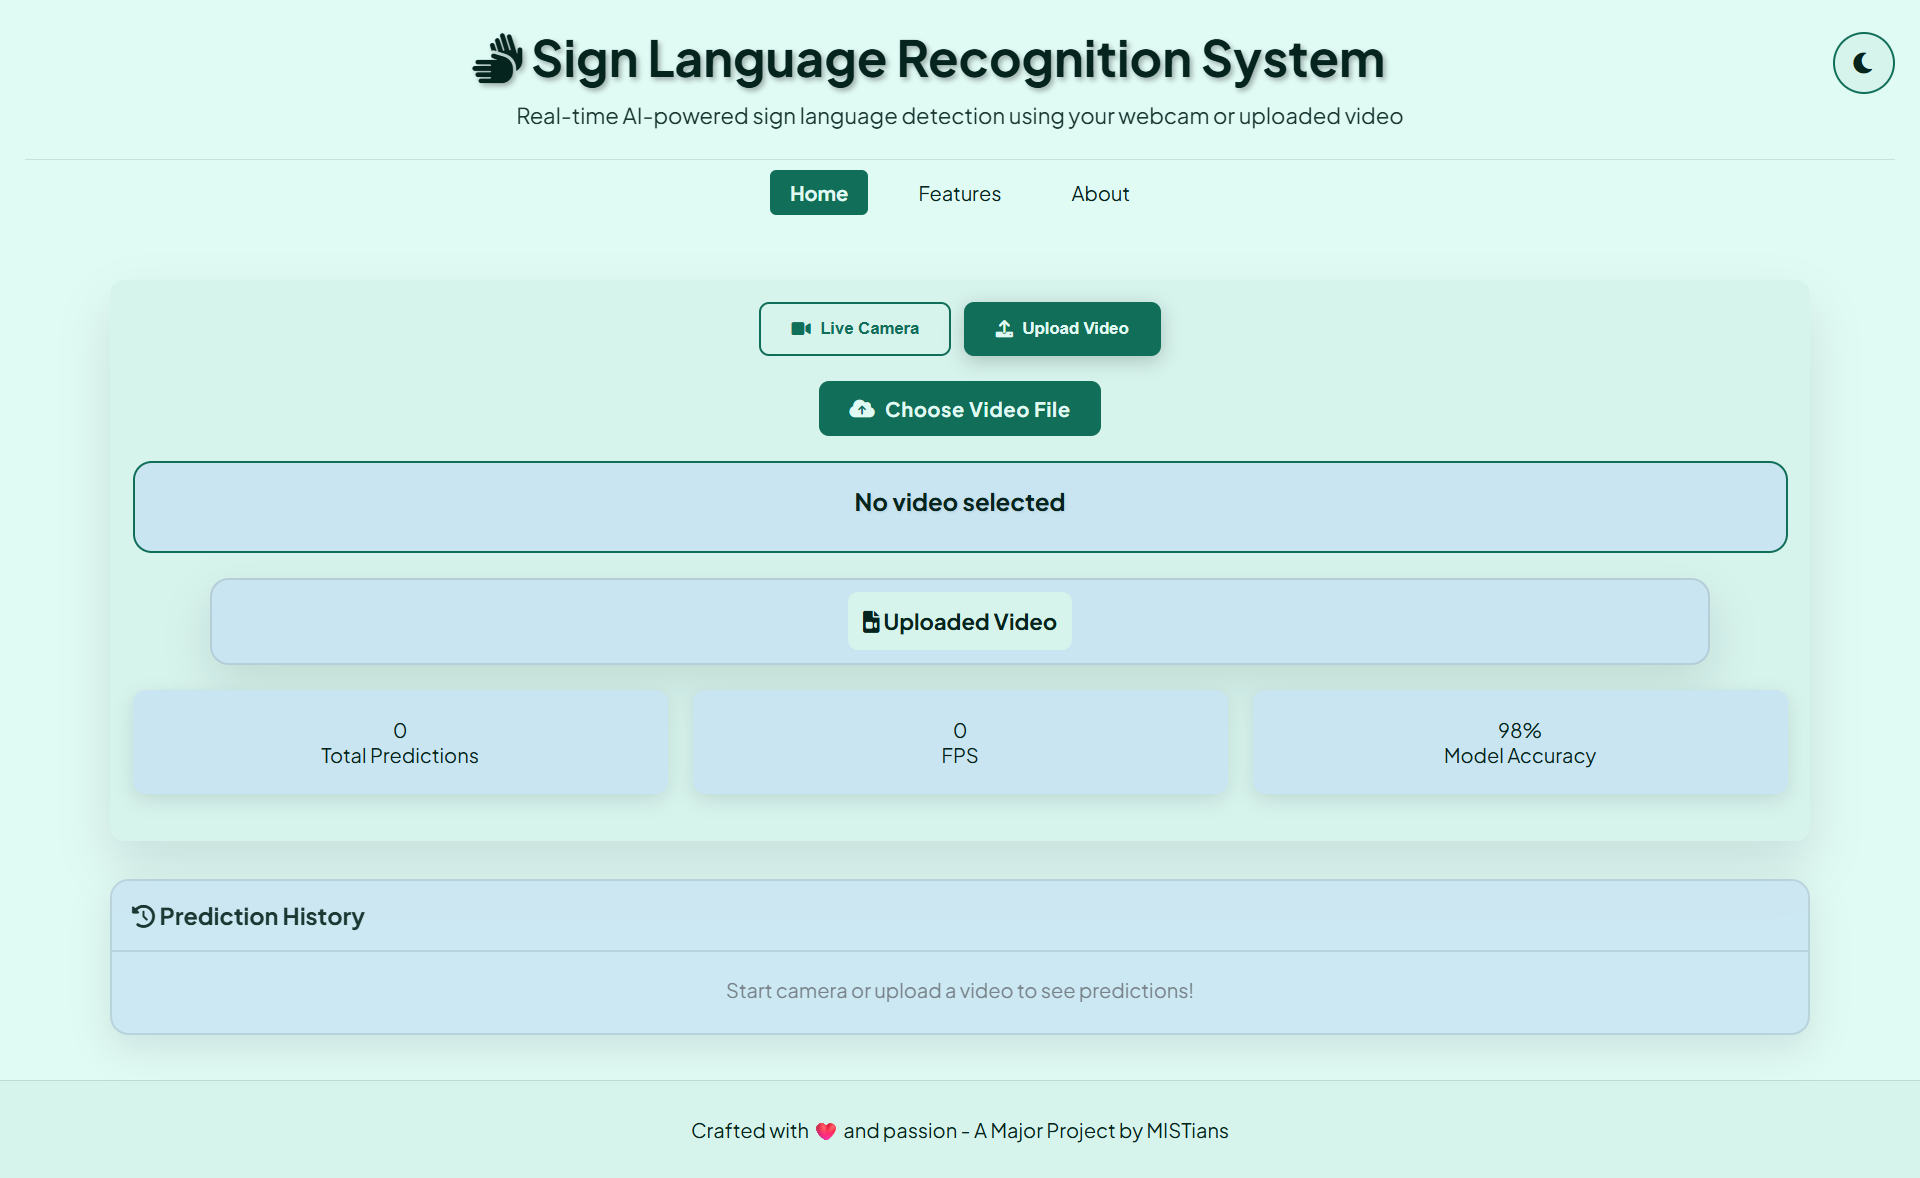 Sign Language Recognition System
Real-time AI-powered sign language detection using your webcam or uploaded video
Home
Features
About
Live Camera
Upload Video
Choose Video File
No video selected
Uploaded Video
0
Total Predictions
0
FPS
98%
Model Accuracy
Prediction History
Start camera or upload a video to see predictions!
Crafted with ❤️ and passion - A Major Project by MISTians